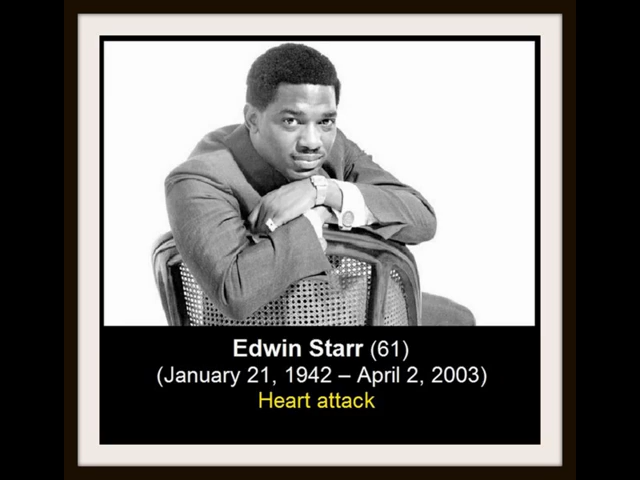 Edwin Starr (61)
(January 21, 1942 – April 2, 2003)
Heart attack